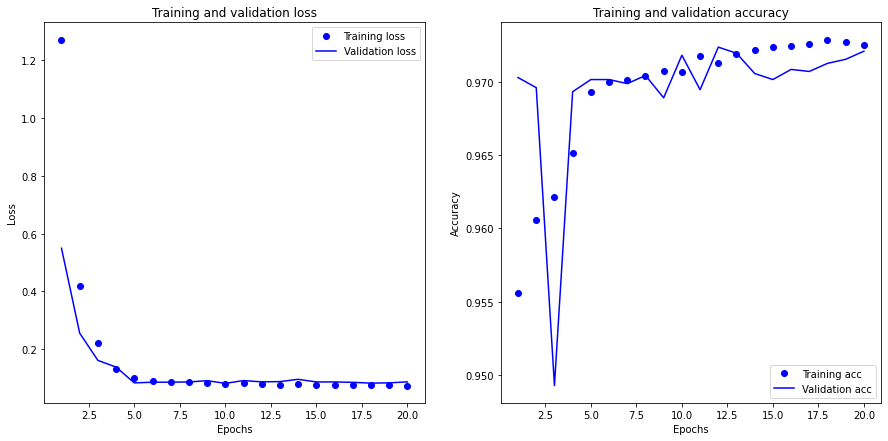 Training and validation loss
Training loss
Validation loss
1.2
1.0
0.8
0.6
0.4
0.2
Loss
2.5 5.0 7.5 10.0 12.5 15.0 17.5 20.0
Epochs
Training and validation accuracy
0.970
0.965
0.960
0.955
0.950
Accuracy
Training acc
Validation acc
2.5 5.0 7.5 10.0 12.5 15.0 17.5 20.0
Epochs